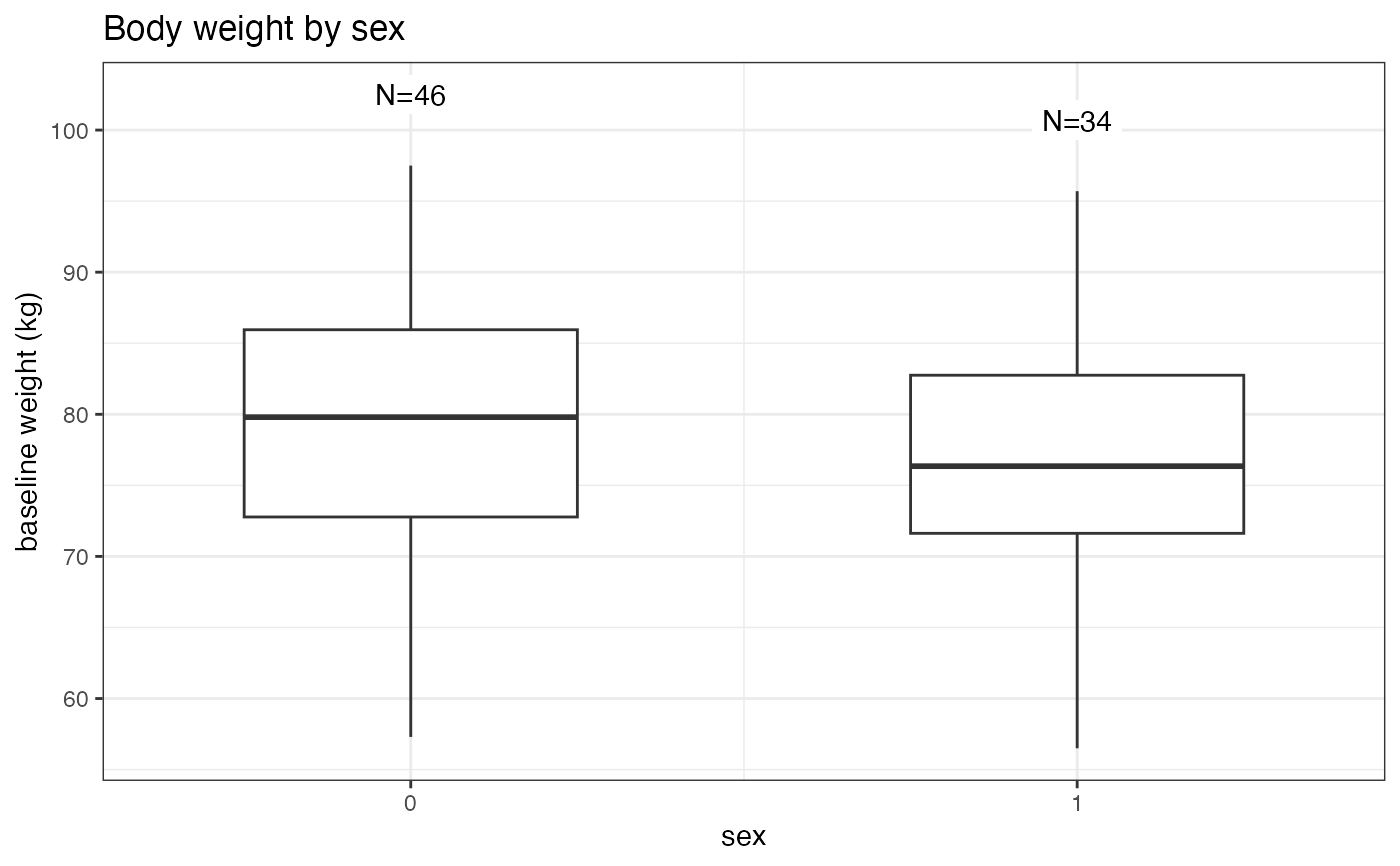 Body weight by sex
N=46
N=34
100
90
80
70
60
baseline weight (kg)
0
1
sex